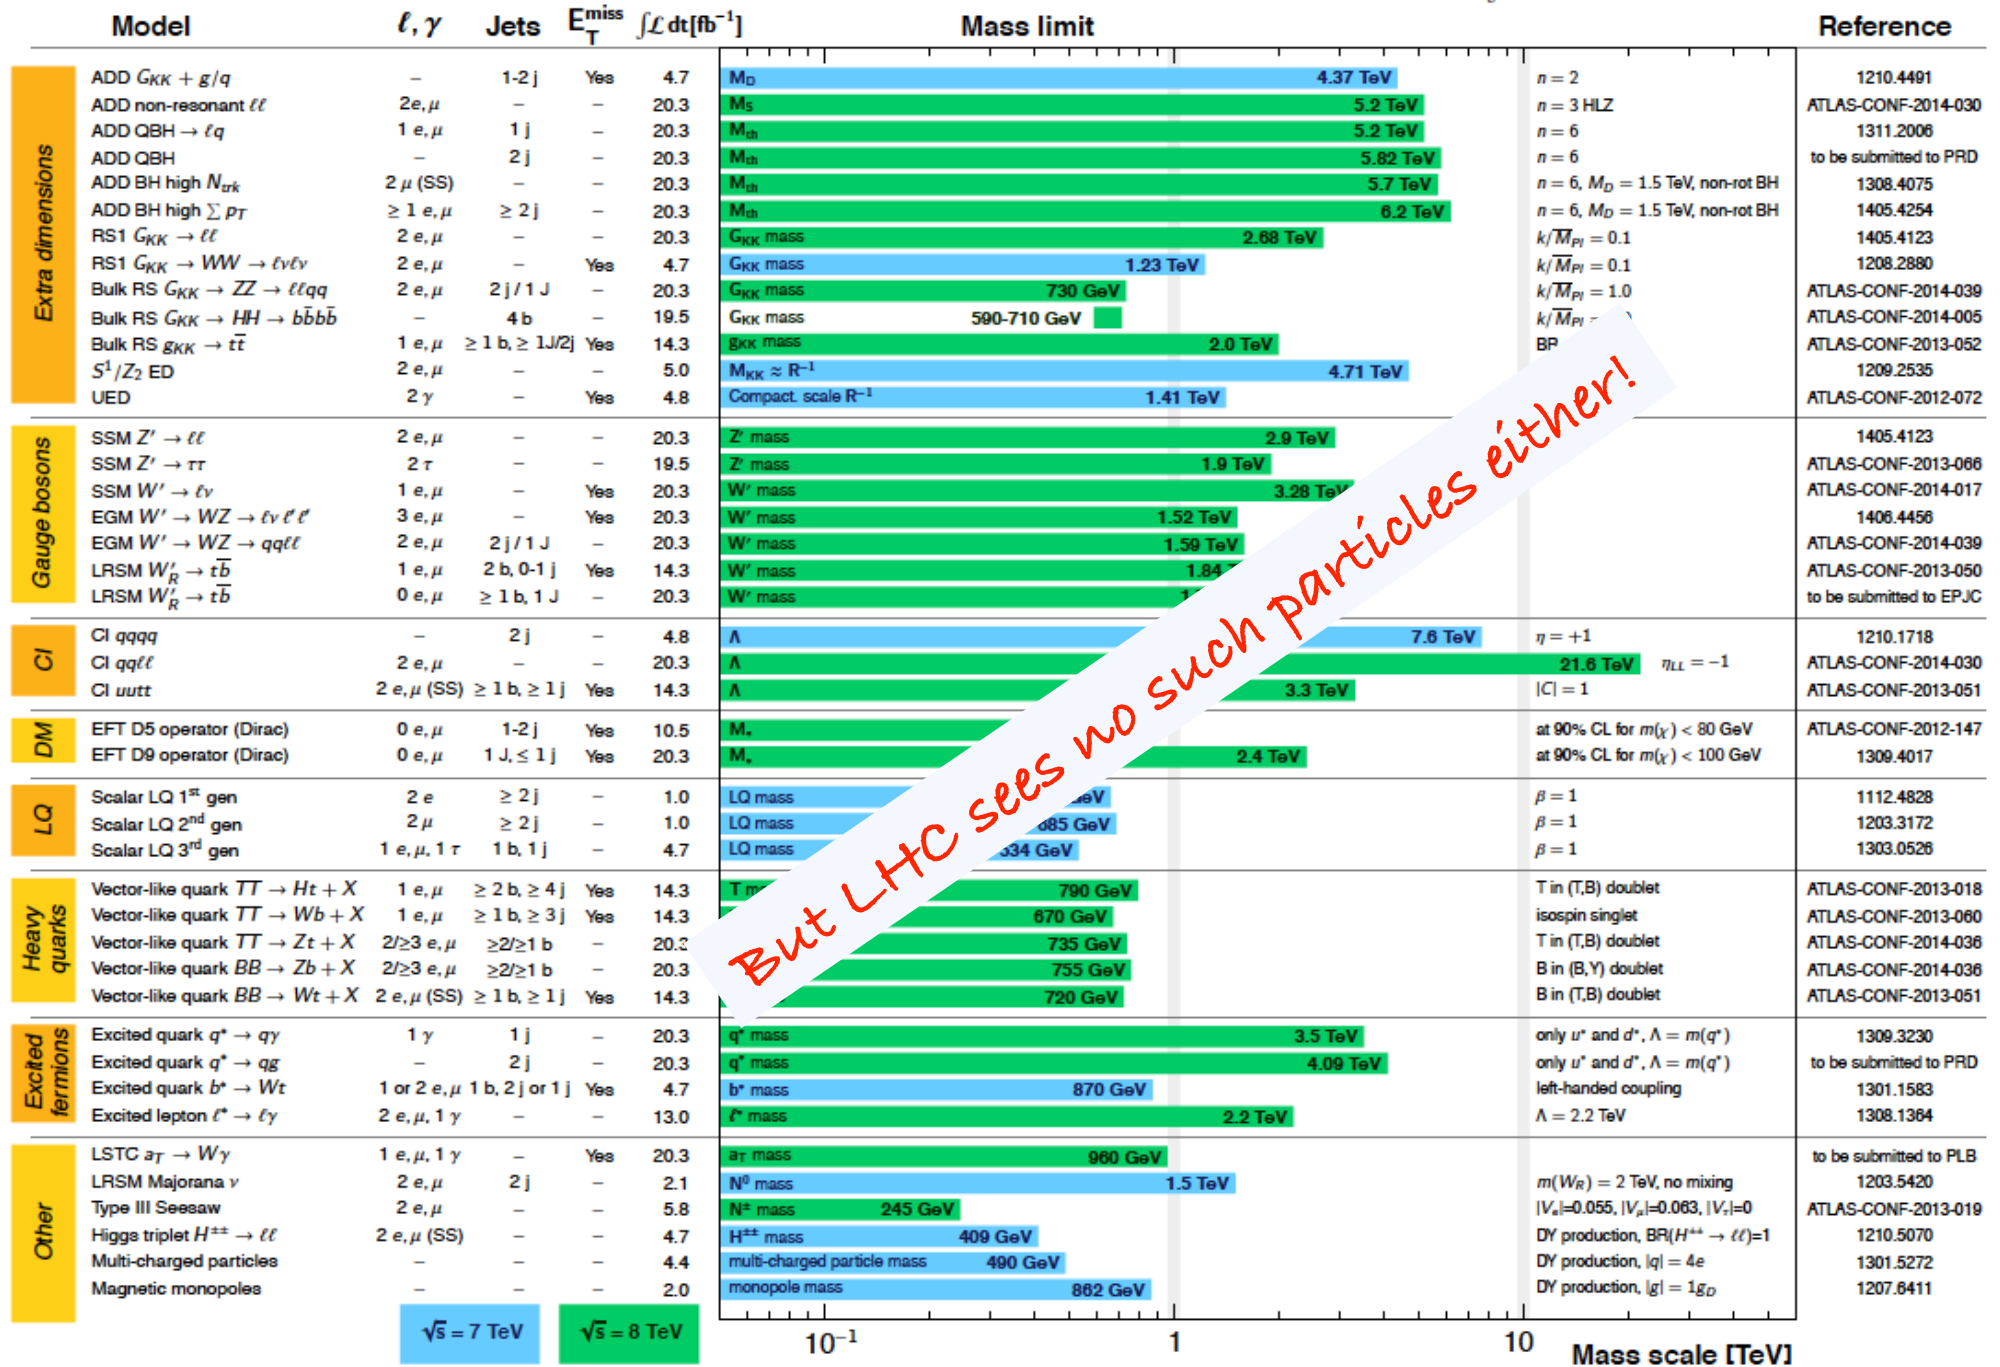 Model ℓ, γ Jets E_T^miss ∫ℒ dt[fb⁻¹] Mass limit Reference
Extra dimensions
ADD G_KK + g/q – 1-2 j Yes 4.7 M_D 4.37 TeV n = 2 1210.4491
ADD non-resonant ℓℓ 2e, μ – – 20.3 M_S 5.2 TeV n = 3 HLZ ATLAS-CONF-2014-030
ADD QBH → ℓq 1 e, μ 1 j – 20.3 M_th 5.2 TeV n = 6 1311.2006
ADD QBH – 2 j – 20.3 M_th 5.82 TeV n = 6 to be submitted to PRD
ADD BH high N_trk 2 μ (SS) – – 20.3 M_th 5.7 TeV n = 6, M_D = 1.5 TeV, non-rot BH 1308.4075
ADD BH high ∑ p_T ≥ 1 e, μ ≥ 2 j – 20.3 M_th 6.2 TeV n = 6, M_D = 1.5 TeV, non-rot BH 1405.4254
RS1 G_KK → ℓℓ 2 e, μ – – 20.3 G_KK mass 2.68 TeV k/M̅_Pl = 0.1 1405.4123
RS1 G_KK → WW → ℓνℓν 2 e, μ – Yes 4.7 G_KK mass 1.23 TeV k/M̅_Pl = 0.1 1208.2880
Bulk RS G_KK → ZZ → ℓℓqq 2 e, μ 2 j / 1 J – 20.3 G_KK mass 730 GeV k/M̅_Pl = 1.0 ATLAS-CONF-2014-039
Bulk RS G_KK → HH → bb̅bb̅ – 4 b – 19.5 G_KK mass 590-710 GeV k/M̅_Pl ATLAS-CONF-2014-005
Bulk RS g_KK → tt̅ 1 e, μ ≥ 1 b, ≥ 1J/2j Yes 14.3 g_KK mass 2.0 TeV BR ATLAS-CONF-2013-052
S¹/Z₂ ED 2 e, μ – – 5.0 M_KK ≈ R⁻¹ 4.71 TeV 1209.2535
UED 2 γ – Yes 4.8 Compact. scale R⁻¹ 1.41 TeV ATLAS-CONF-2012-072
Gauge bosons
SSM Z′ → ℓℓ 2 e, μ – – 20.3 Z′ mass 2.9 TeV 1405.4123
SSM Z′ → ττ 2 τ – – 19.5 Z′ mass 1.9 TeV ATLAS-CONF-2013-066
SSM W′ → ℓν 1 e, μ – Yes 20.3 W′ mass 3.28 TeV ATLAS-CONF-2014-017
EGM W′ → WZ → ℓν ℓ′ℓ′ 3 e, μ – Yes 20.3 W′ mass 1.52 TeV 1406.4456
EGM W′ → WZ → qqℓℓ 2 e, μ 2 j / 1 J – 20.3 W′ mass 1.59 TeV ATLAS-CONF-2014-039
LRSM W′_R → tb̅ 1 e, μ 2 b, 0-1 j Yes 14.3 W′ mass 1.84 ATLAS-CONF-2013-050
LRSM W′_R → tb̅ 0 e, μ ≥ 1 b, 1 J – 20.3 W′ mass to be submitted to EPJC
CI
CI qqqq – 2 j – 4.8 Λ 7.6 TeV η = +1 1210.1718
CI qqℓℓ 2 e, μ – – 20.3 Λ 21.6 TeV η_LL = −1 ATLAS-CONF-2014-030
CI uutt 2 e, μ (SS) ≥ 1 b, ≥ 1 j Yes 14.3 Λ 3.3 TeV |C| = 1 ATLAS-CONF-2013-051
DM
EFT D5 operator (Dirac) 0 e, μ 1-2 j Yes 10.5 M_* at 90% CL for m(χ) < 80 GeV ATLAS-CONF-2012-147
EFT D9 operator (Dirac) 0 e, μ 1 J, ≤ 1 j Yes 20.3 M_* 2.4 TeV at 90% CL for m(χ) < 100 GeV 1309.4017
LQ
Scalar LQ 1st gen 2 e ≥ 2 j – 1.0 LQ mass β = 1 1112.4828
Scalar LQ 2nd gen 2 μ ≥ 2 j – 1.0 LQ mass 685 GeV β = 1 1203.3172
Scalar LQ 3rd gen 1 e, μ, 1 τ 1 b, 1 j – 4.7 LQ mass 534 GeV β = 1 1303.0526
Heavy quarks
Vector-like quark TT → Ht + X 1 e, μ ≥ 2 b, ≥ 4 j Yes 14.3 T 790 GeV T in (T,B) doublet ATLAS-CONF-2013-018
Vector-like quark TT → Wb + X 1 e, μ ≥ 1 b, ≥ 3 j Yes 14.3 670 GeV isospin singlet ATLAS-CONF-2013-060
Vector-like quark TT → Zt + X 2/≥3 e, μ ≥2/≥1 b – 20.3 735 GeV T in (T,B) doublet ATLAS-CONF-2014-036
Vector-like quark BB → Zb + X 2/≥3 e, μ ≥2/≥1 b – 20.3 755 GeV B in (B,Y) doublet ATLAS-CONF-2014-036
Vector-like quark BB → Wt + X 2 e, μ (SS) ≥ 1 b, ≥ 1 j Yes 14.3 720 GeV B in (T,B) doublet ATLAS-CONF-2013-051
Excited fermions
Excited quark q* → qγ 1 γ 1 j – 20.3 q* mass 3.5 TeV only u* and d*, Λ = m(q*) 1309.3230
Excited quark q* → qg – 2 j – 20.3 q* mass 4.09 TeV only u* and d*, Λ = m(q*) to be submitted to PRD
Excited quark b* → Wt 1 or 2 e, μ 1 b, 2 j or 1 j Yes 4.7 b* mass 870 GeV left-handed coupling 1301.1583
Excited lepton ℓ* → ℓγ 2 e, μ, 1 γ – – 13.0 ℓ* mass 2.2 TeV Λ = 2.2 TeV 1308.1364
Other
LSTC a_T → Wγ 1 e, μ, 1 γ – Yes 20.3 a_T mass 960 GeV to be submitted to PLB
LRSM Majorana ν 2 e, μ 2 j – 2.1 N⁰ mass 1.5 TeV m(W_R) = 2 TeV, no mixing 1203.5420
Type III Seesaw 2 e, μ – – 5.8 N± mass 245 GeV |V_e|=0.055, |V_μ|=0.063, |V_τ|=0 ATLAS-CONF-2013-019
Higgs triplet H±± → ℓℓ 2 e, μ (SS) – – 4.7 H±± mass 409 GeV DY production, BR(H±± → ℓℓ)=1 1210.5070
Multi-charged particles – – – 4.4 multi-charged particle mass 490 GeV DY production, |q| = 4e 1301.5272
Magnetic monopoles – – – 2.0 monopole mass 862 GeV DY production, |g| = 1g_D 1207.6411
√s = 7 TeV √s = 8 TeV
10⁻¹ 1 10
Mass scale [TeV]
But LHC sees no such particles either!